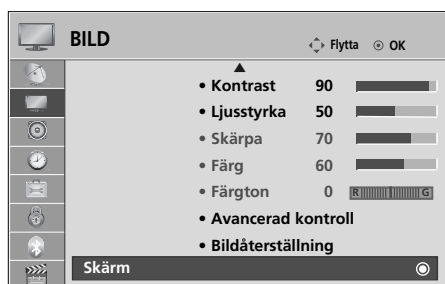 BILD
Flytta OK
• Kontrast 90
• Ljusstyrka 50
• Skärpa 70
• Färg 60
• Färgton 0 R G
• Avancerad kontroll
• Bildåterställning
Skärm